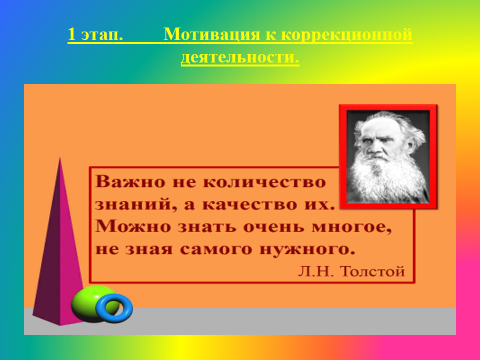 1 этап. Мотивация к коррекционной
деятельности.
Важно не количество
знаний, а качество их.
Можно знать очень многое,
не зная самого нужного.
Л.Н. Толстой